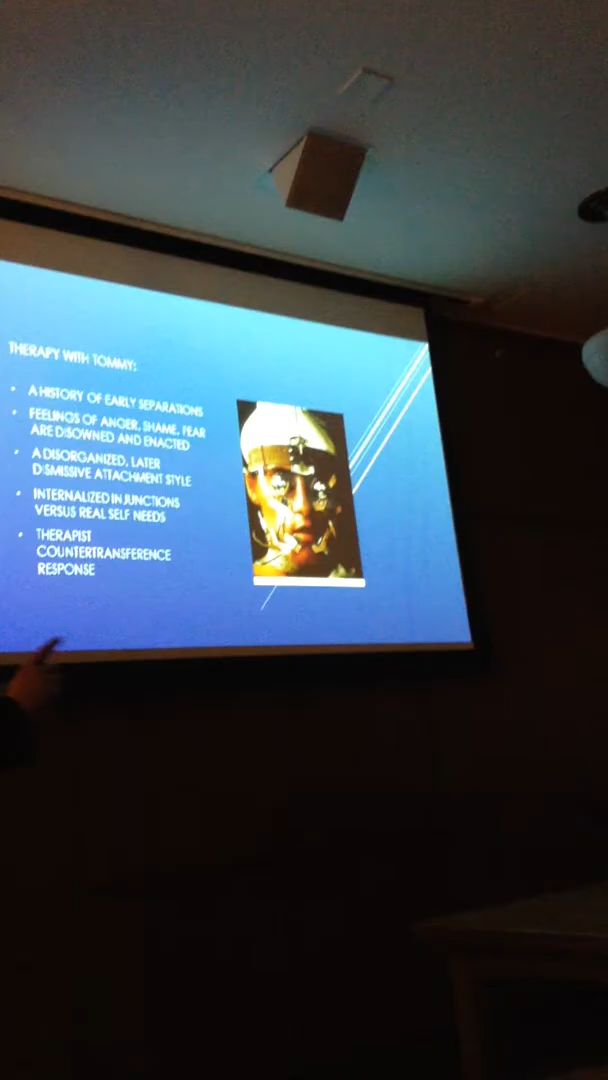 THERAPY WITH TOMMY:
• A HISTORY OF EARLY SEPARATIONS
• FEELINGS OF ANGER, SHAME, FEAR
ARE DISOWNED AND ENACTED
• A DISORGANIZED, LATER
DISMISSIVE ATTACHMENT STYLE
• INTERNALIZED INJUNCTIONS
VERSUS REAL SELF NEEDS
• THERAPIST
COUNTERTRANSFERENCE
RESPONSE